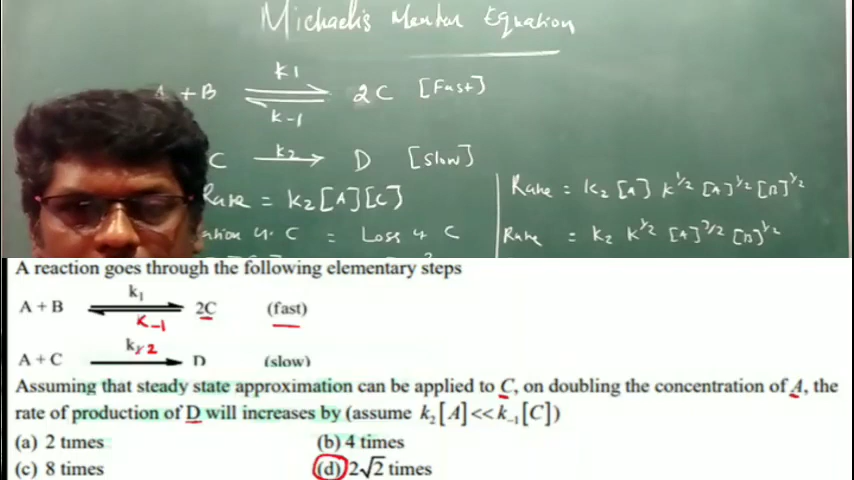 Michaelis Menten Equation
A + B ⇌ 2C [Fast]
k1
k-1
C → D [Slow]
k2
Rate = k2 [A] [C]
= Loss of C
Rate = k2 [A] K^1/2 [A]^1/2 [B]^1/2
Rate = k2 K^1/2 [A]^3/2 [B]^1/2
A reaction goes through the following elementary steps
k1
A + B ⇌ 2C (fast)
K-1
A + C → D (slow)
Assuming that steady state approximation can be applied to C, on doubling the concentration of A, the
rate of production of D will increases by (assume k2[A]<<k-1[C])
(a) 2 times (b) 4 times
(c) 8 times (d) 2√2 times